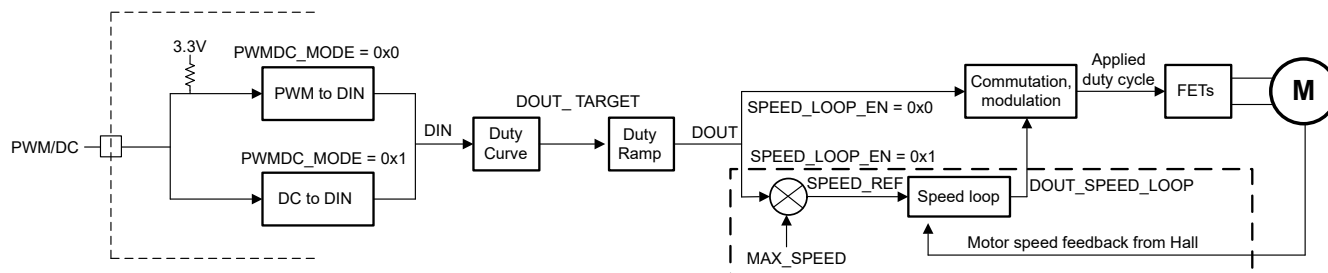 3.3V
PWMDC_MODE = 0x0
PWM to DIN
PWM/DC
PWMDC_MODE = 0x1
DC to DIN
DIN
Duty
Curve
DOUT_ TARGET
Duty
Ramp
DOUT
SPEED_LOOP_EN = 0x0
SPEED_LOOP_EN = 0x1
Commutation,
modulation
Applied
duty cycle
FETs
M
SPEED_REF
Speed loop
DOUT_SPEED_LOOP
MAX_SPEED
Motor speed feedback from Hall